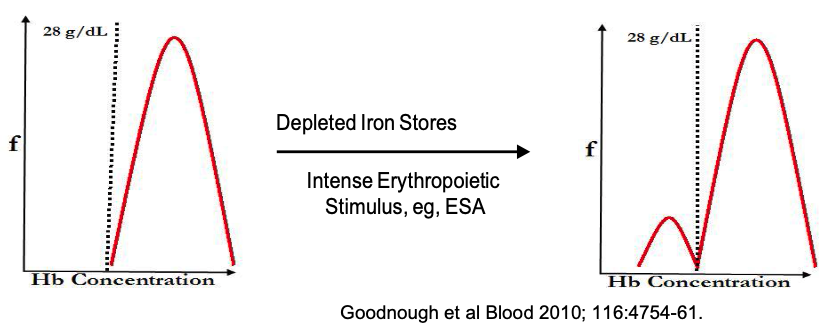 28 g/dL
f
Hb Concentration
Depleted Iron Stores
Intense Erythropoietic
Stimulus, eg, ESA
28 g/dL
f
Hb Concentration
Goodnough et al Blood 2010; 116:4754-61.